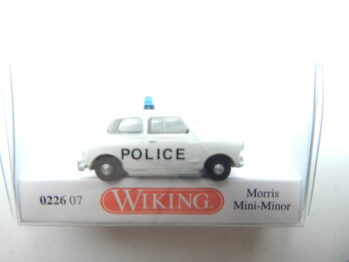 POLICE
0226 07
WIKING
Morris
Mini-Minor